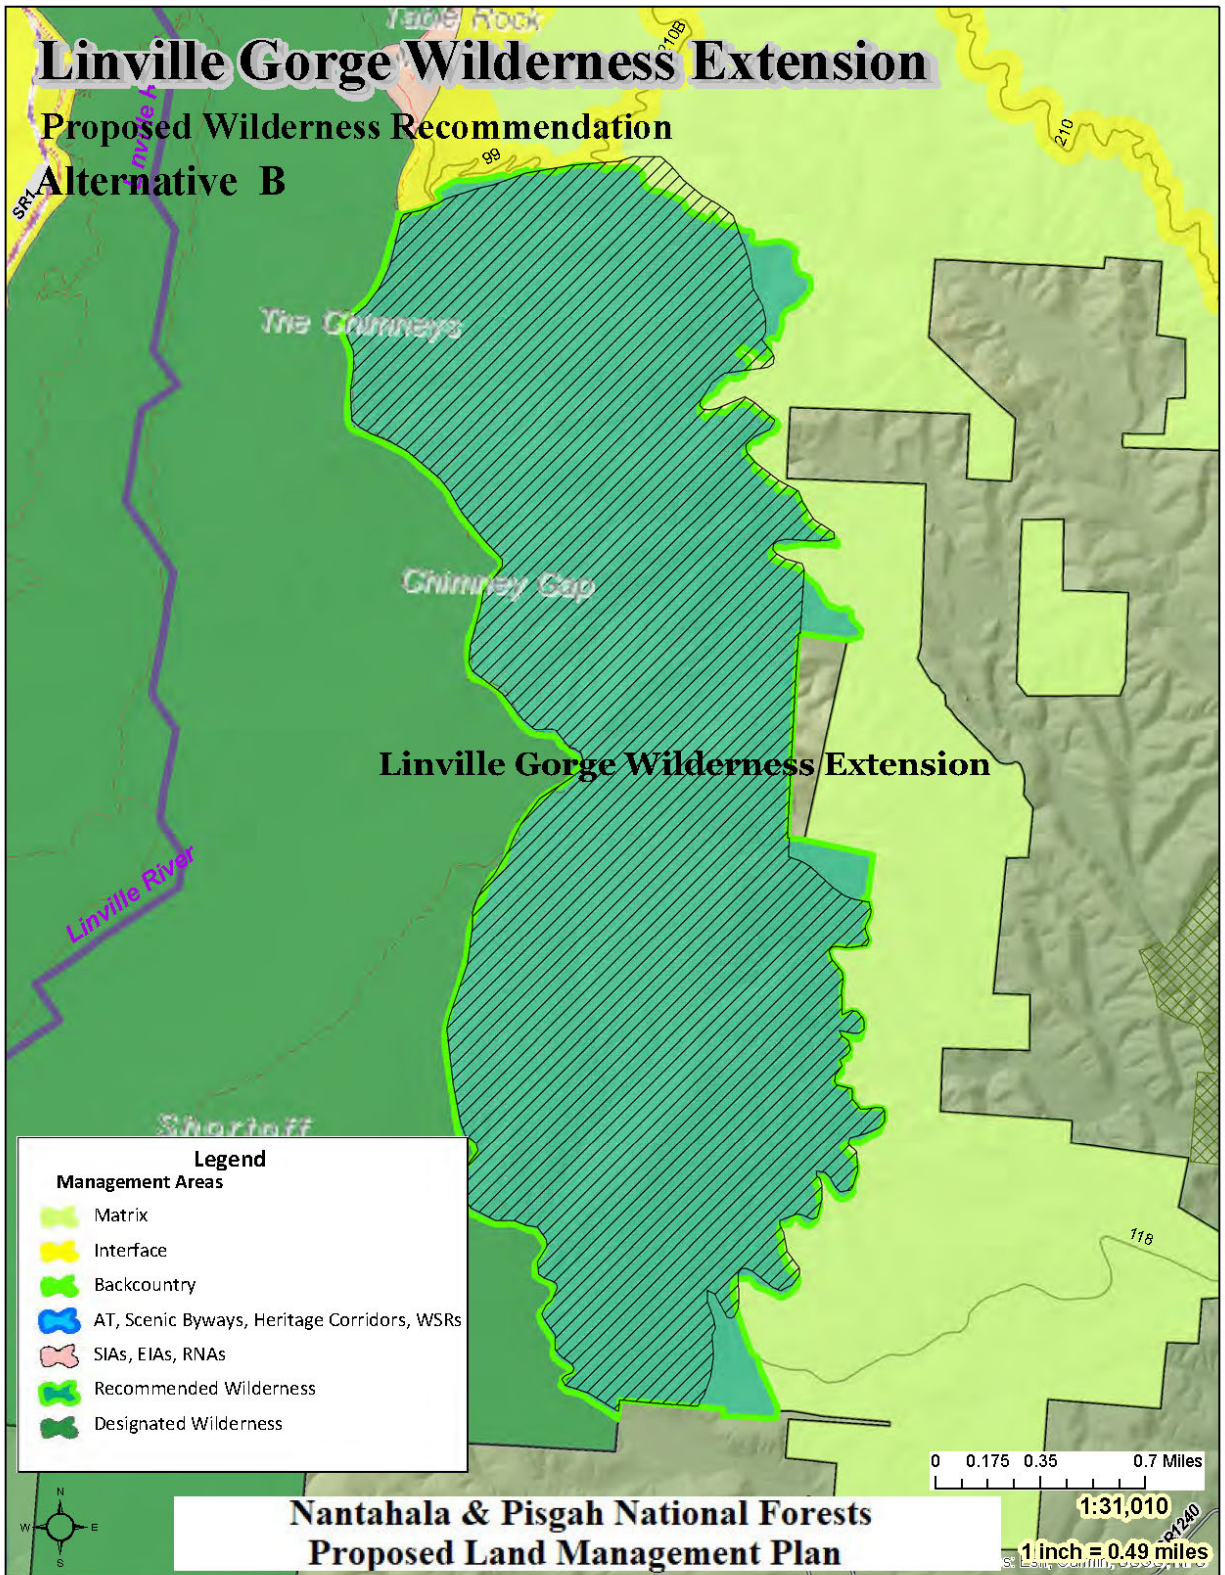 Table Rock
210B
Linville Gorge Wilderness Extension
Proposed Wilderness Recommendation
99
210
Alternative B
SR1
The Chimneys
Chimney Gap
Linville Gorge Wilderness Extension
Linville River
Shortoff
Legend
Management Areas
Matrix
Interface
Backcountry
AT, Scenic Byways, Heritage Corridors, WSRs
SIAs, EIAs, RNAs
Recommended Wilderness
Designated Wilderness
118
0 0.175 0.35 0.7 Miles
1:31,010
R1240
1 inch = 0.49 miles
N
W E
S
Nantahala & Pisgah National Forests
Proposed Land Management Plan